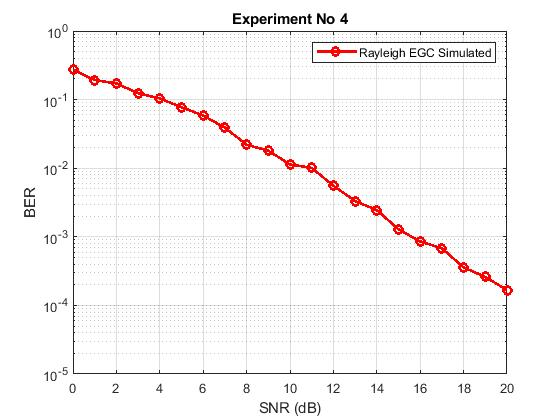 Experiment No 4
Rayleigh EGC Simulated
10^0
10^-1
10^-2
10^-3
10^-4
10^-5
BER
0 2 4 6 8 10 12 14 16 18 20
SNR (dB)